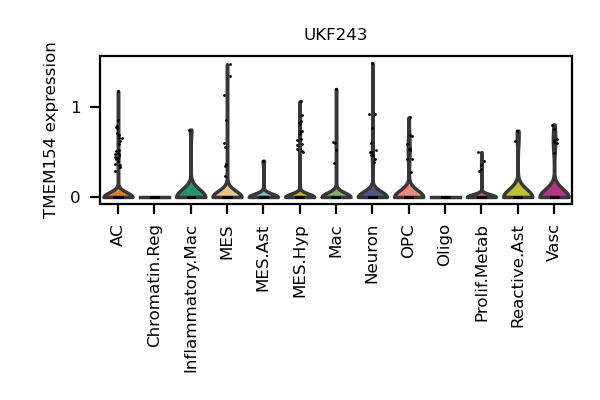 UKF243
TMEM154 expression
1
0
AC
Chromatin.Reg
Inflammatory.Mac
MES
MES.Ast
MES.Hyp
Mac
Neuron
OPC
Oligo
Prolif.Metab
Reactive.Ast
Vasc